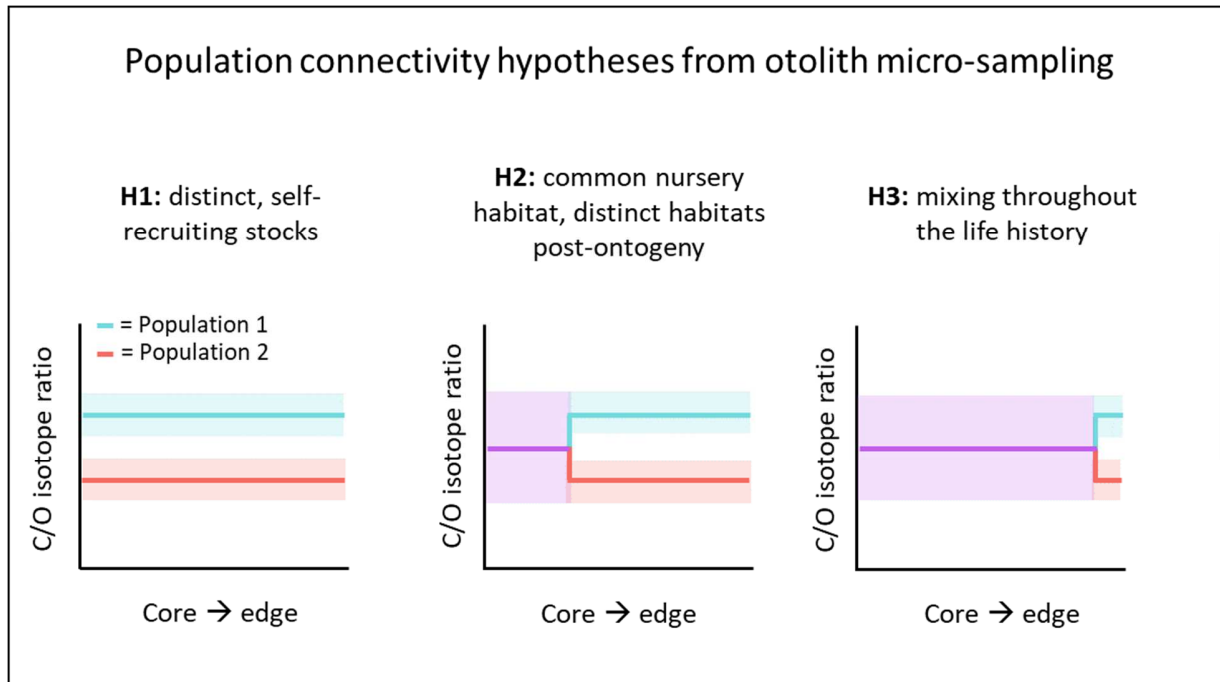 Population connectivity hypotheses from otolith micro-sampling
H1: distinct, self-
recruiting stocks
H2: common nursery
habitat, distinct habitats
post-ontogeny
H3: mixing throughout
the life history
C/O isotope ratio
= Population 1
= Population 2
Core → edge
C/O isotope ratio
Core → edge
C/O isotope ratio
Core → edge